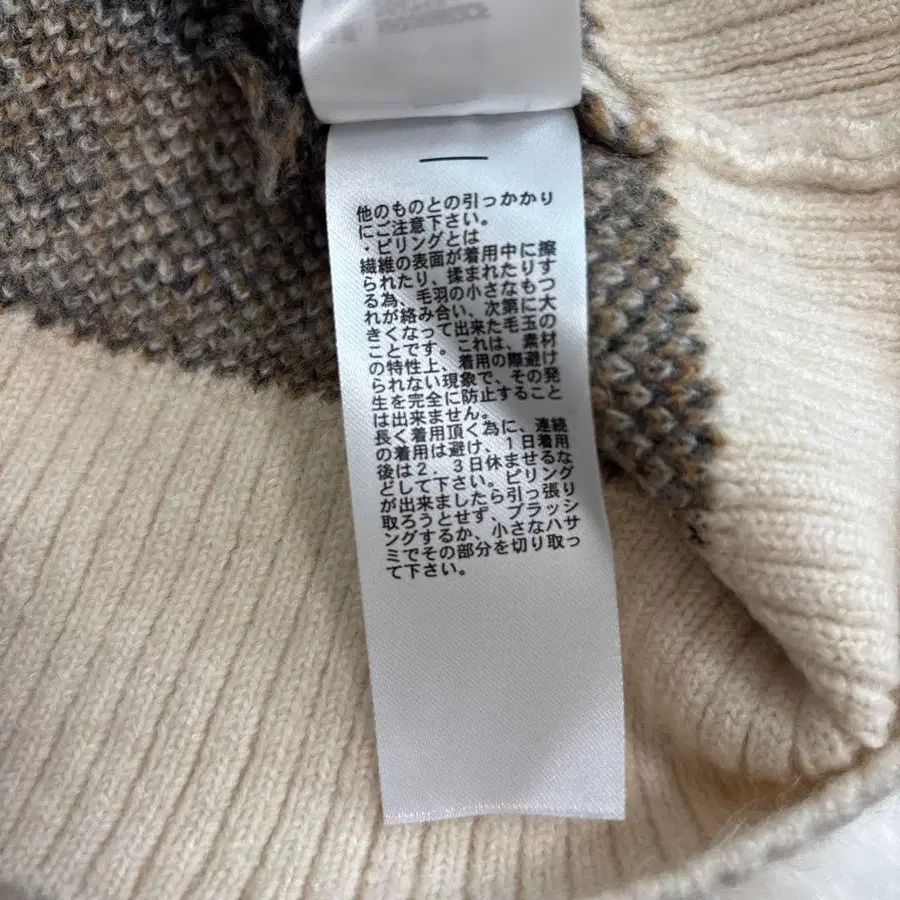 他のものとの引っかかり
にご注意下さい。
・ピリングとは
繊維の表面が着用中に擦
られたり、揉まれたりす
る為、毛羽の小さなもつ
れが絡み合い、次第に大
きくなって出来た毛玉の
ことです。これは、素材
の特性上、着用の際避け
られない現象で、その発
生を完全に防止すること
は出来ません。
長く着用頂く為に、連続
の着用は避け、1日着用
後は2．3日休ませるな
どして下さい。ピリング
が出来ましたら引っ張り
取ろうとせず、ブラッシ
ングするか、小さなハサ
ミでその部分を切り取っ
て下さい。